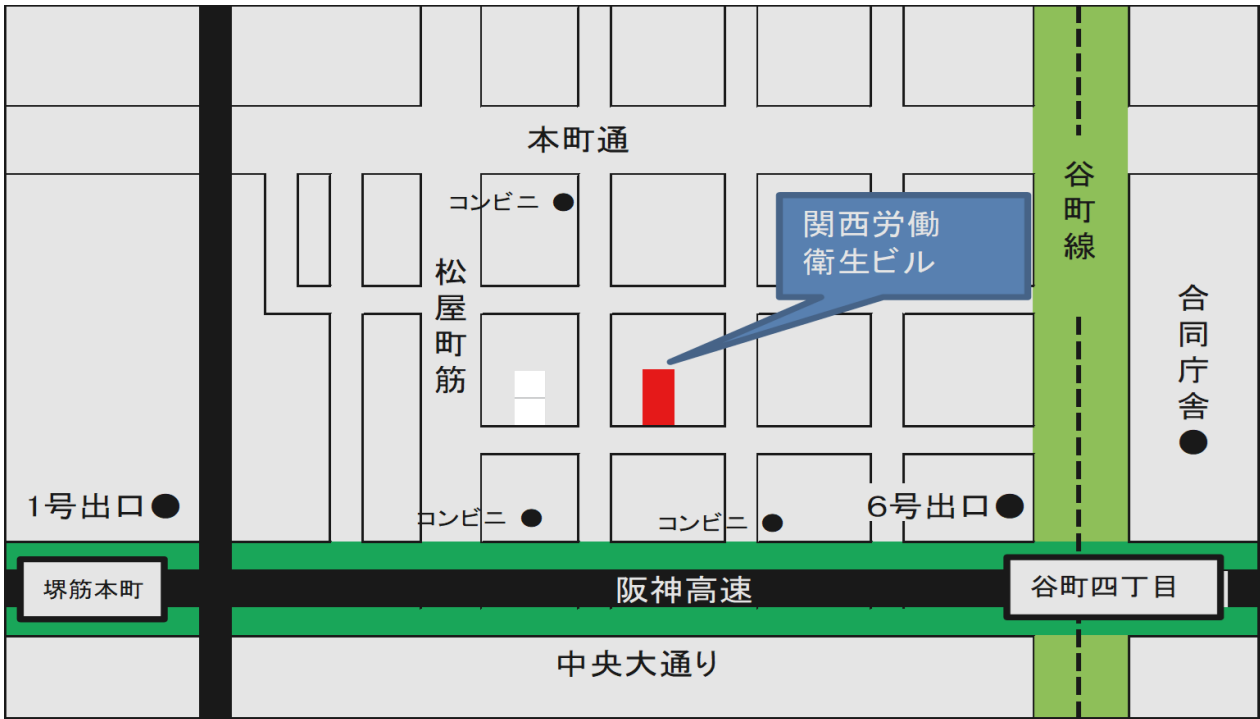 本町通
コンビニ
谷町線
関西労働
衛生ビル
松屋町筋
合同庁舎
1号出口
コンビニ
コンビニ
6号出口
堺筋本町
阪神高速
谷町四丁目
中央大通り